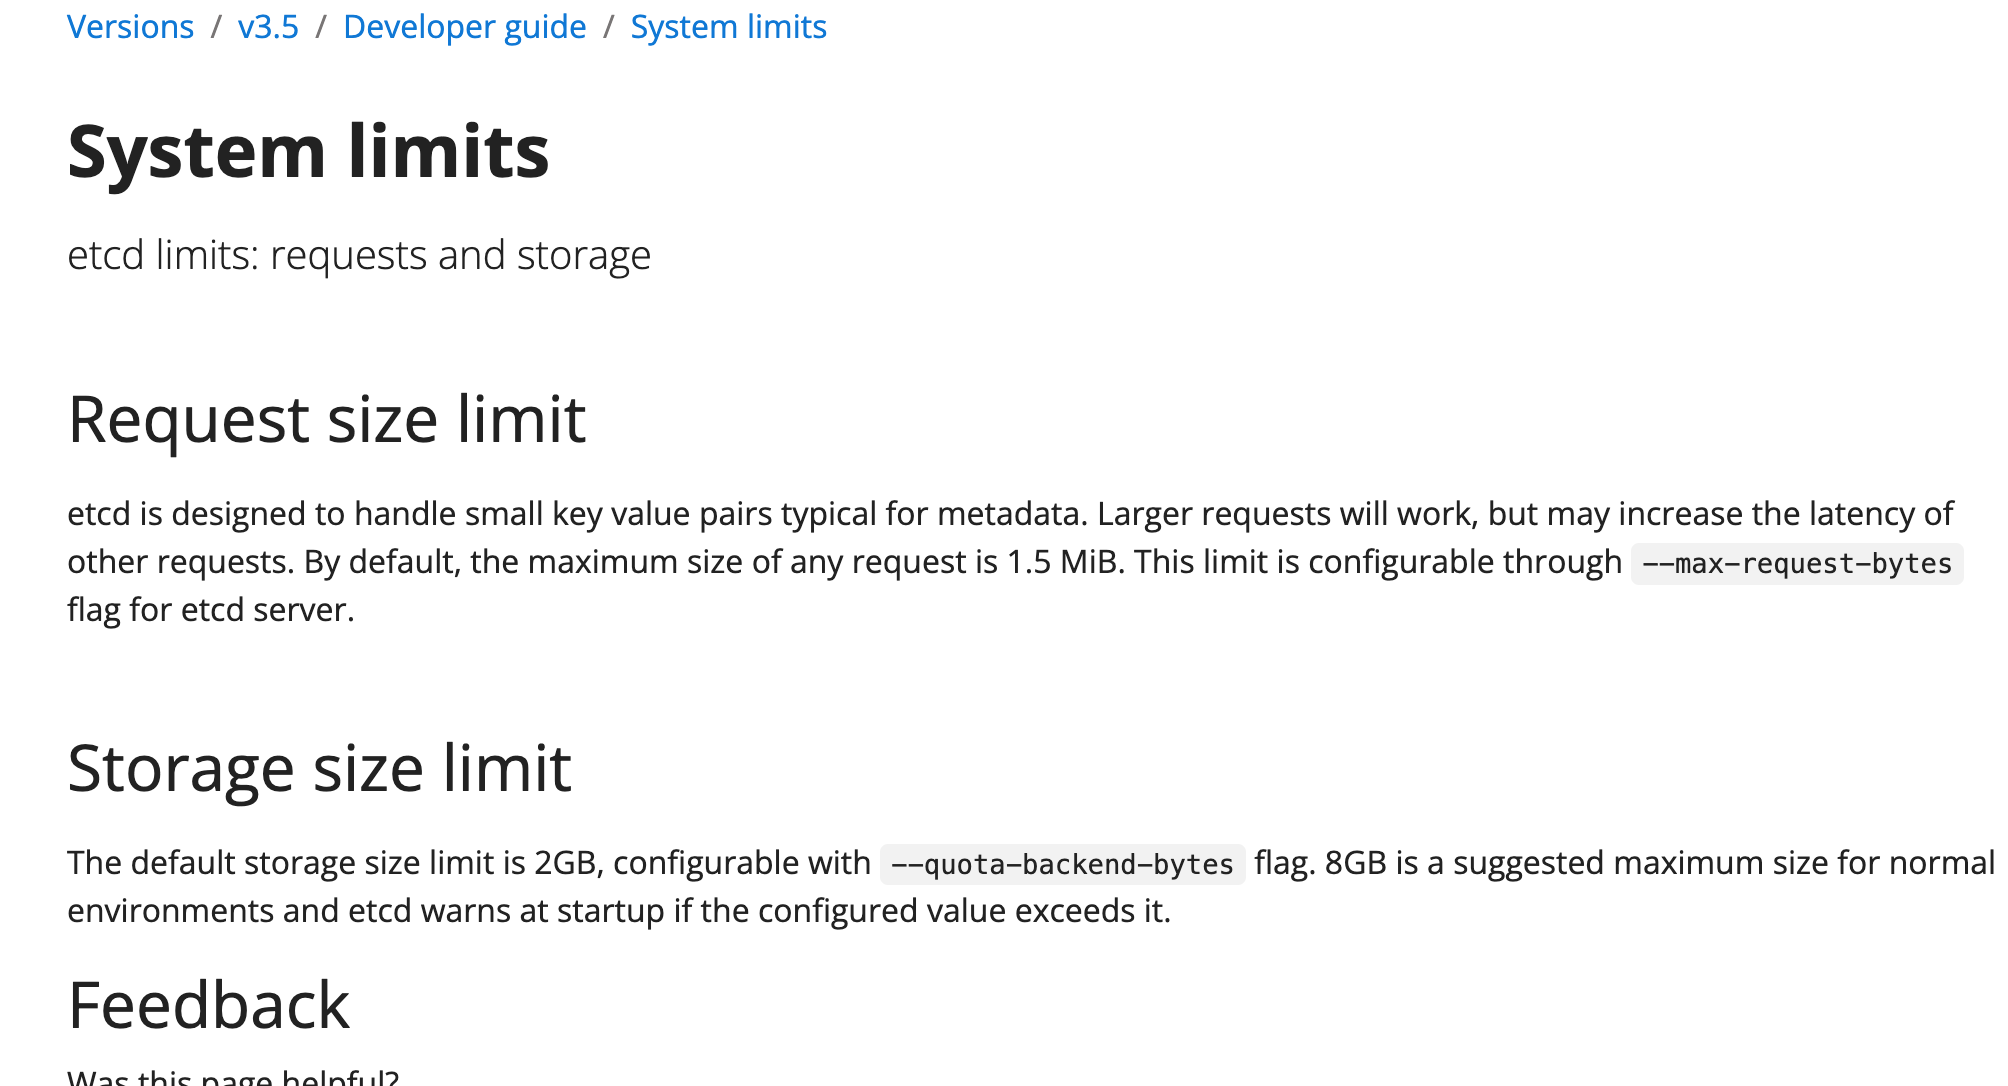 Versions / v3.5 / Developer guide / System limits
System limits
etcd limits: requests and storage
Request size limit
etcd is designed to handle small key value pairs typical for metadata. Larger requests will work, but may increase the latency of
other requests. By default, the maximum size of any request is 1.5 MiB. This limit is configurable through --max-request-bytes
flag for etcd server.
Storage size limit
The default storage size limit is 2GB, configurable with --quota-backend-bytes flag. 8GB is a suggested maximum size for normal
environments and etcd warns at startup if the configured value exceeds it.
Feedback
Was this page helpful?